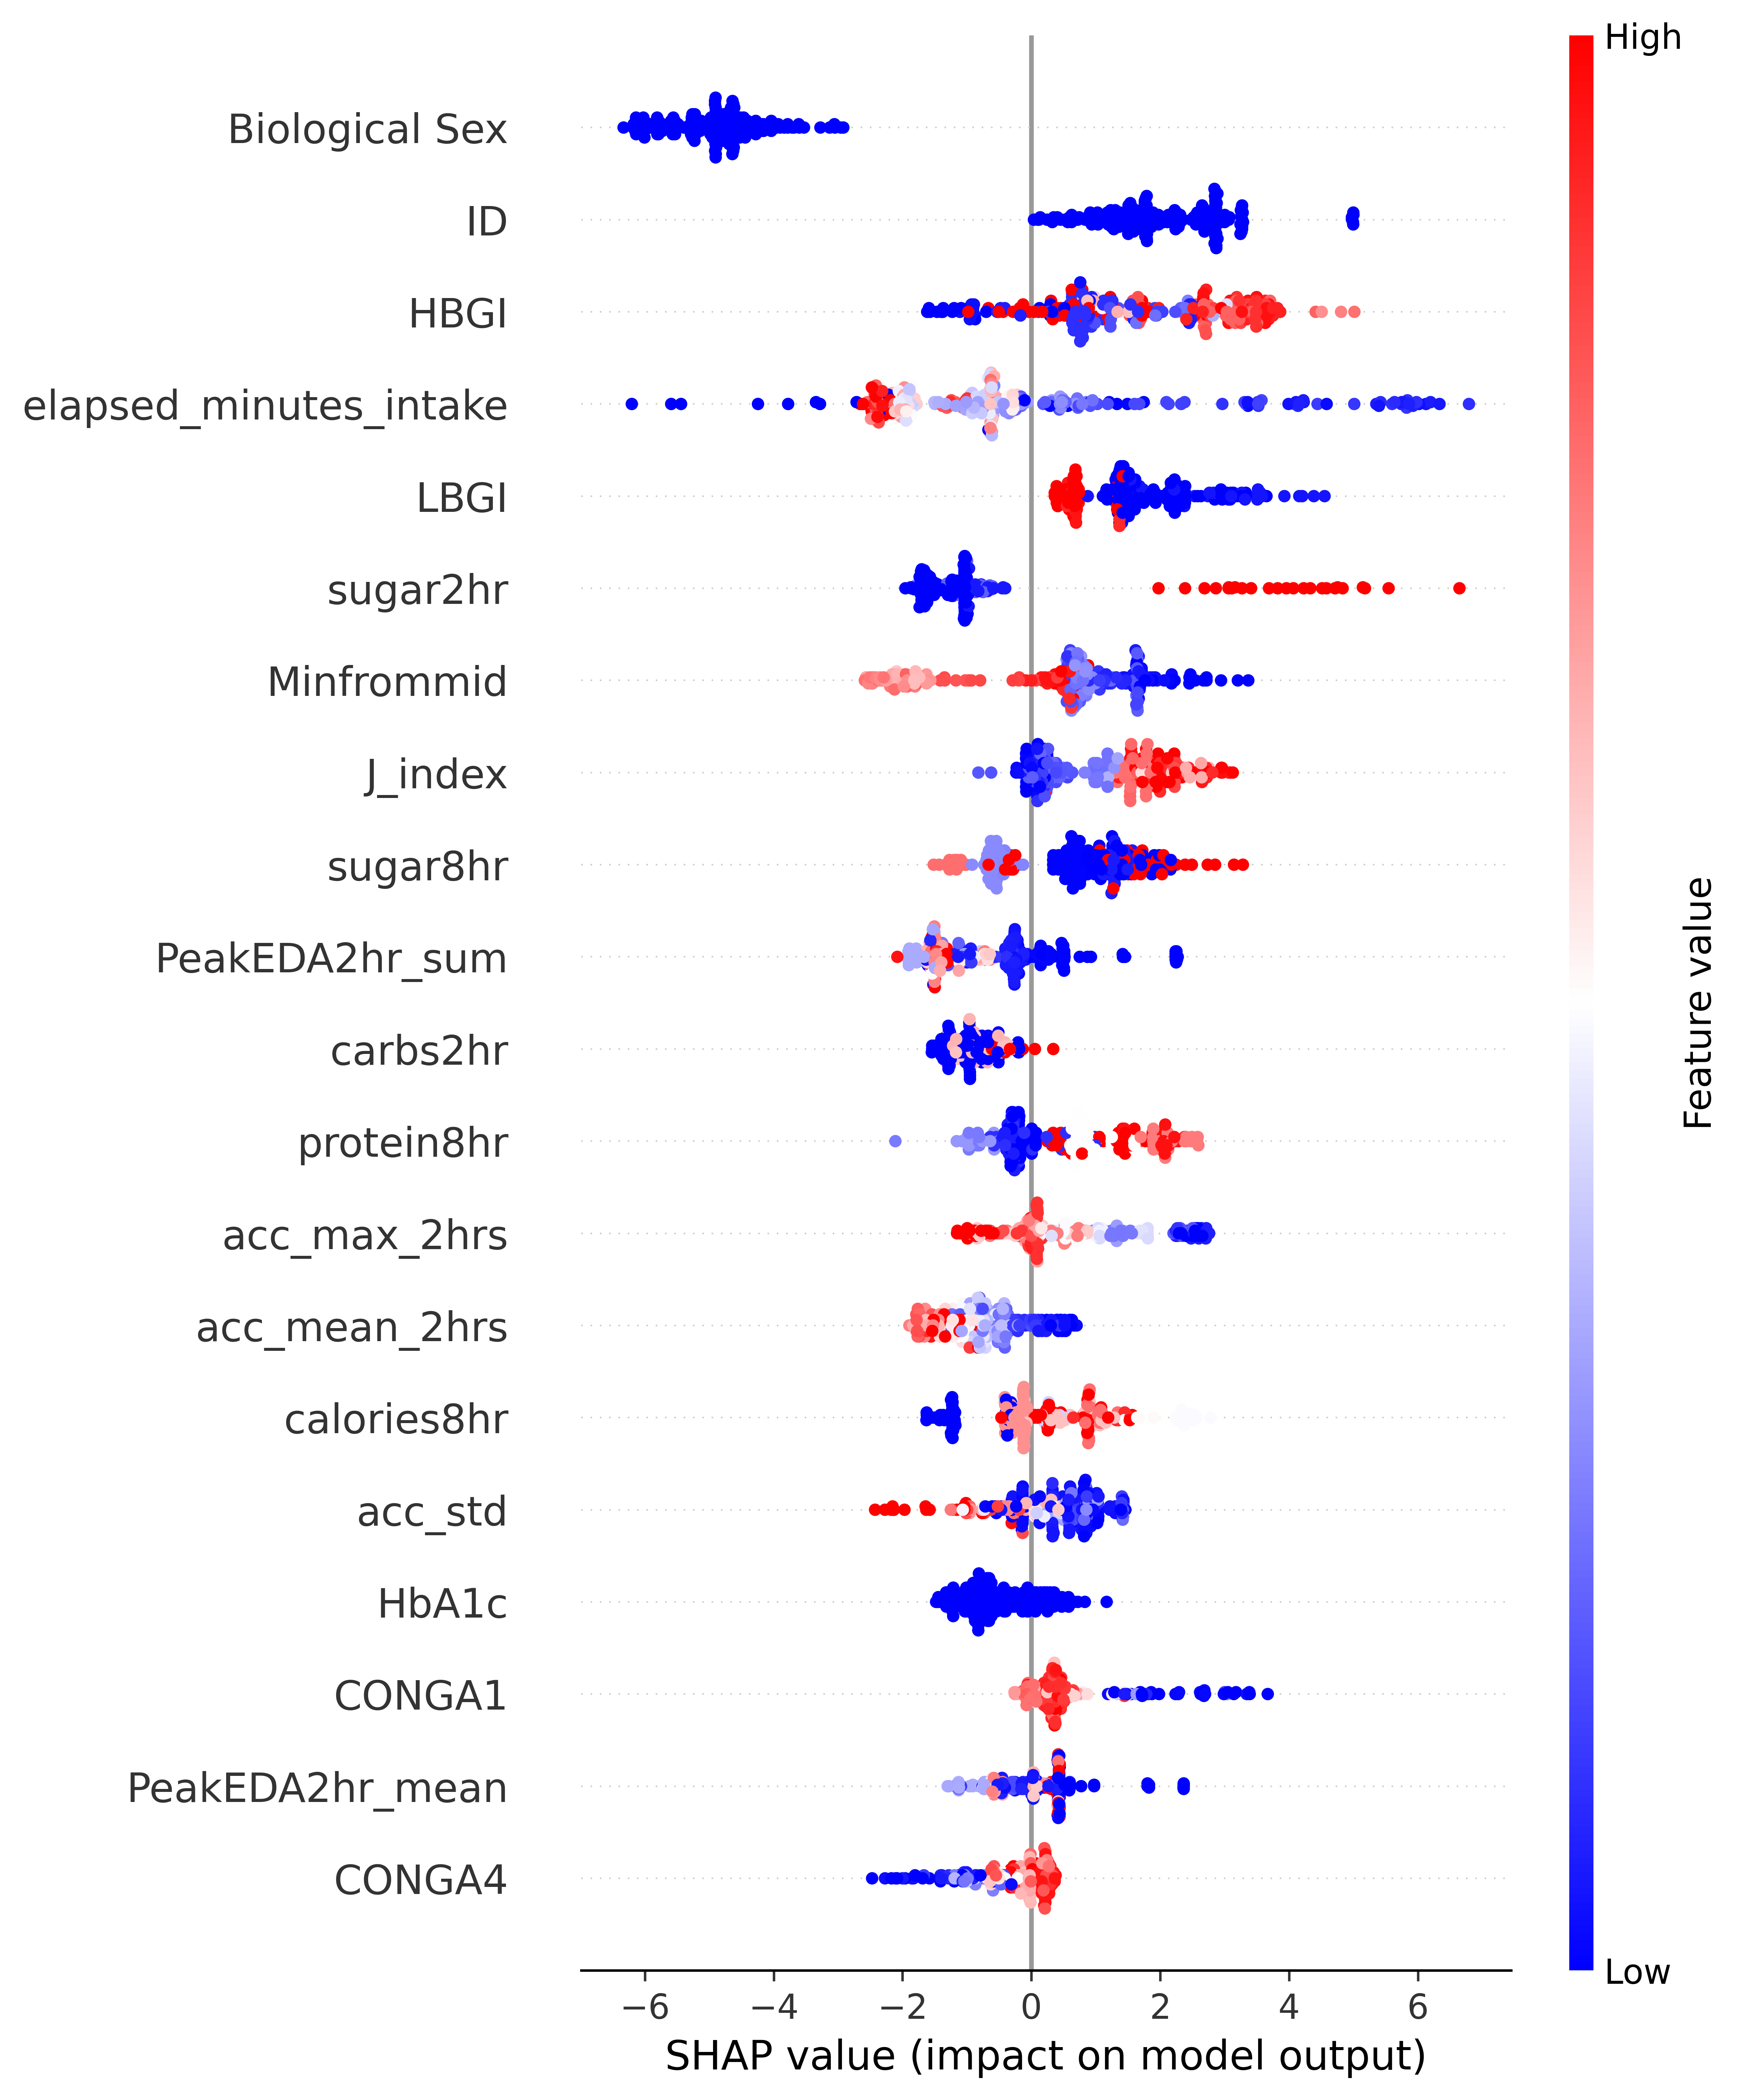 High
Biological Sex
ID
HBGI
elapsed_minutes_intake
LBGI
sugar2hr
Minfrommid
J_index
sugar8hr
PeakEDA2hr_sum
carbs2hr
protein8hr
acc_max_2hrs
acc_mean_2hrs
calories8hr
acc_std
HbA1c
CONGA1
PeakEDA2hr_mean
CONGA4
Feature value
Low
−6 −4 −2 0 2 4 6
SHAP value (impact on model output)